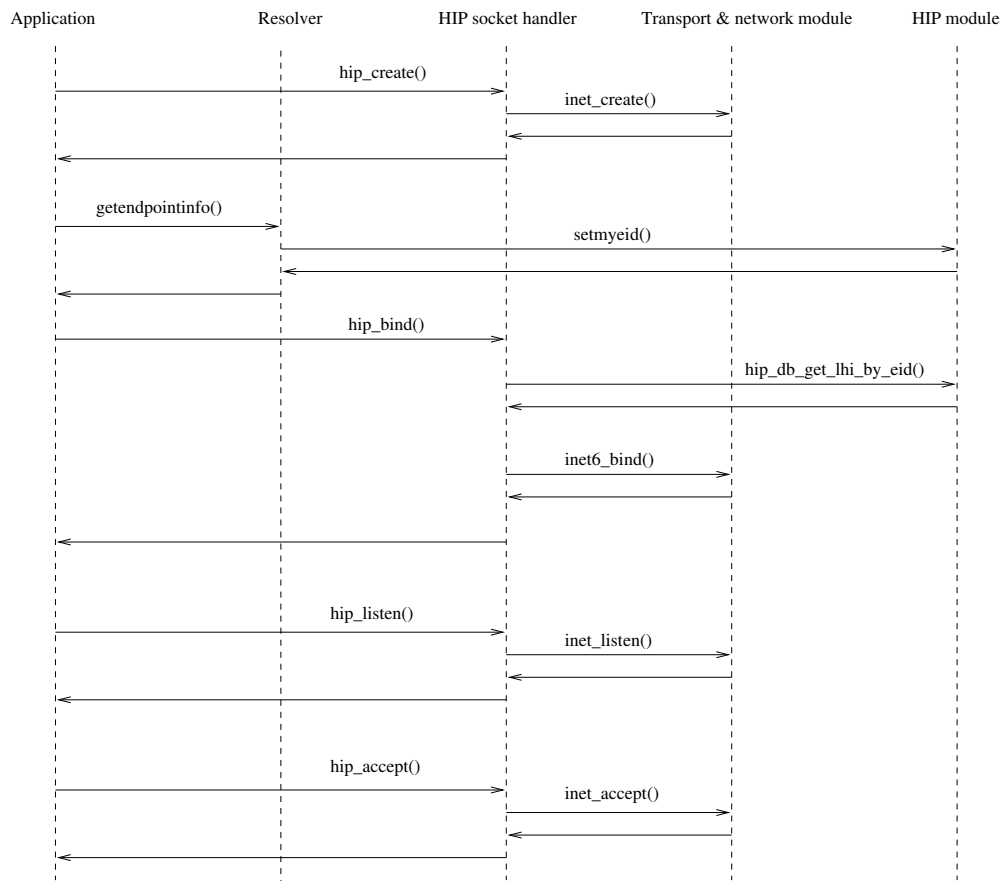 Application
Resolver
HIP socket handler
Transport & network module
HIP module
hip_create()
inet_create()
getendpointinfo()
setmyeid()
hip_bind()
hip_db_get_lhi_by_eid()
inet6_bind()
hip_listen()
inet_listen()
hip_accept()
inet_accept()